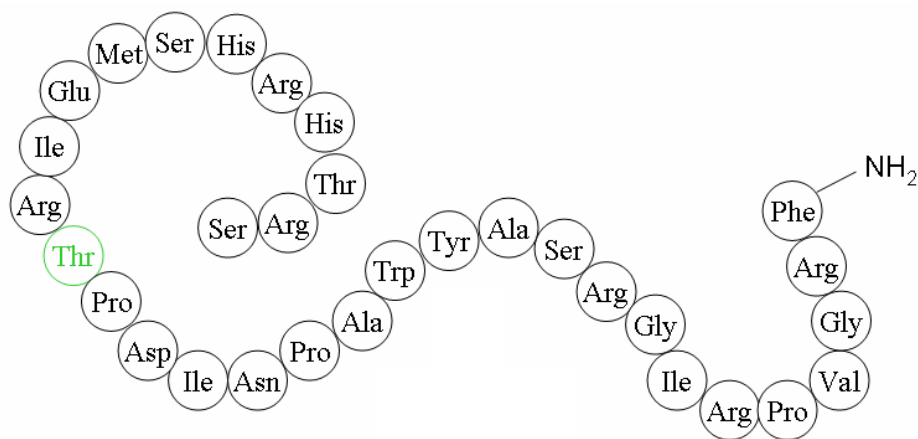 Ser
Arg
Thr
His
Arg
His
Ser
Met
Glu
Ile
Arg
Thr
Pro
Asp
Ile
Asn
Pro
Ala
Trp
Tyr
Ala
Ser
Arg
Gly
Ile
Arg
Pro
Val
Gly
Arg
Phe
NH2